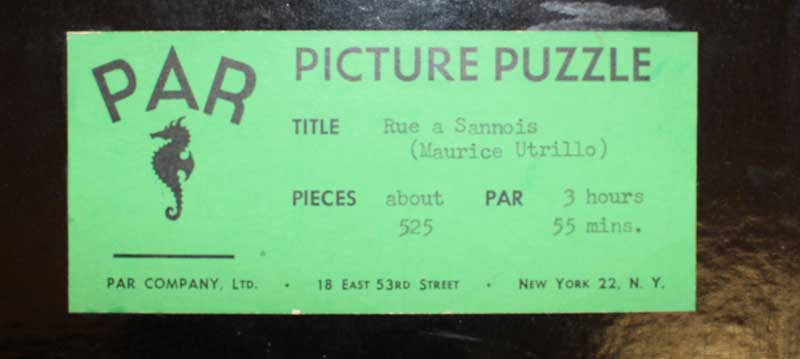 PAR
PICTURE PUZZLE
TITLE Rue a Sannois
(Maurice Utrillo)
PIECES about PAR 3 hours
525 55 mins.
PAR COMPANY, LTD. · 18 EAST 53RD STREET · NEW YORK 22, N. Y.